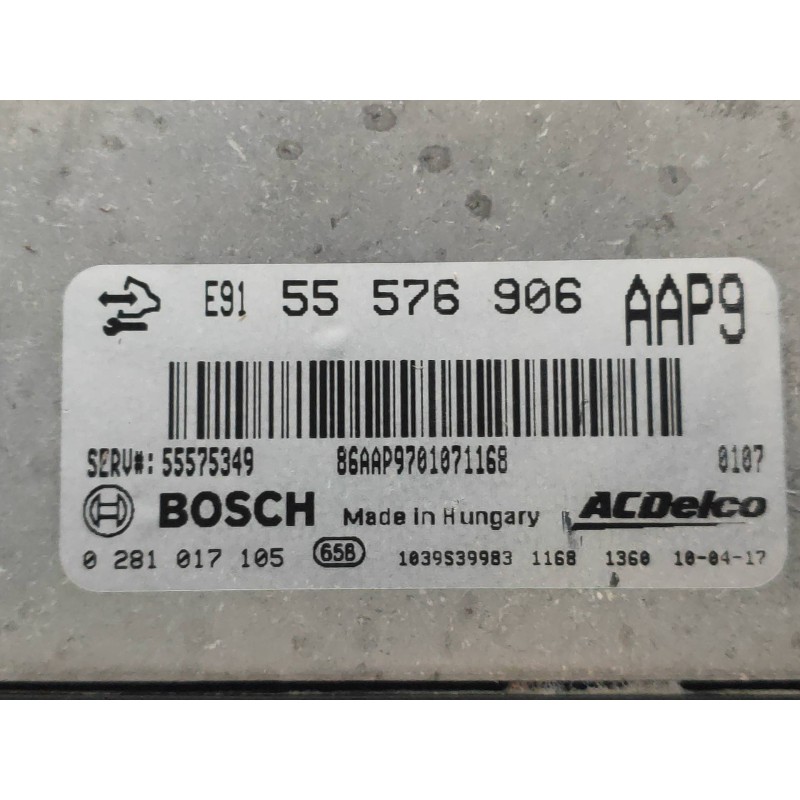 E91 55 576 906 AAP9
SERV#: 55575349 86AAP9701071168 0107
BOSCH Made in Hungary ACDelco
0 281 017 105 658 1039S39983 1168 1360 10-04-17